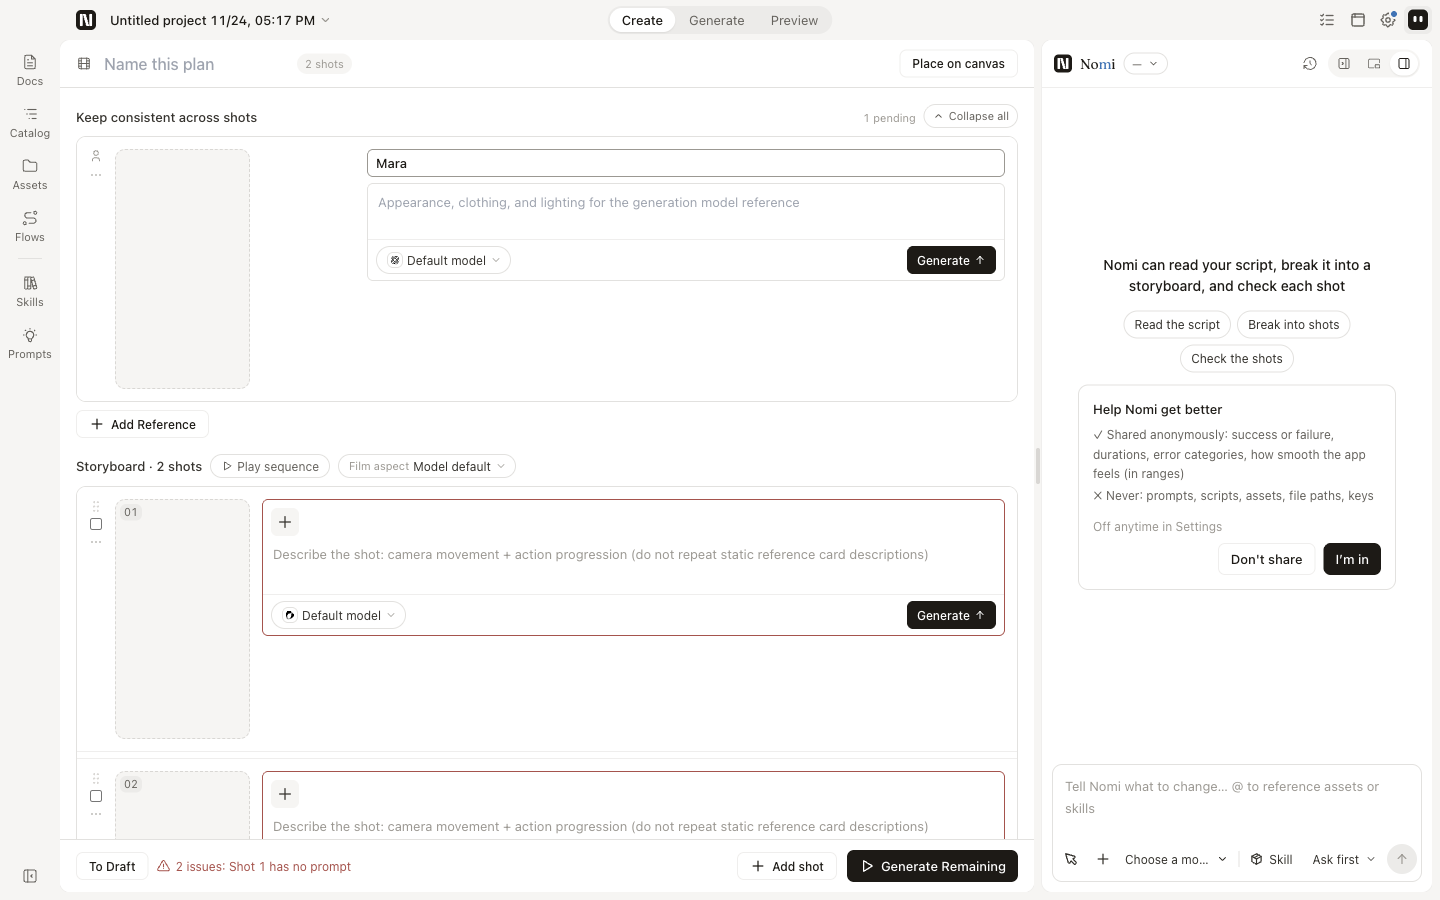 Untitled project 11/24, 05:17 PM
Create
Generate
Preview
Docs
Catalog
Assets
Flows
Skills
Prompts
Name this plan
2 shots
Place on canvas
Keep consistent across shots
1 pending
Collapse all
Mara
Appearance, clothing, and lighting for the generation model reference
Default model
Generate
Add Reference
Storyboard · 2 shots
Play sequence
Film aspect Model default
01
Describe the shot: camera movement + action progression (do not repeat static reference card descriptions)
Default model
Generate
02
Describe the shot: camera movement + action progression (do not repeat static reference card descriptions)
To Draft
2 issues: Shot 1 has no prompt
Add shot
Generate Remaining
Nomi
—
Nomi can read your script, break it into a
storyboard, and check each shot
Read the script
Break into shots
Check the shots
Help Nomi get better
✓ Shared anonymously: success or failure,
durations, error categories, how smooth the app
feels (in ranges)
✕ Never: prompts, scripts, assets, file paths, keys
Off anytime in Settings
Don't share
I'm in
Tell Nomi what to change... @ to reference assets or
skills
Choose a mo...
Skill
Ask first